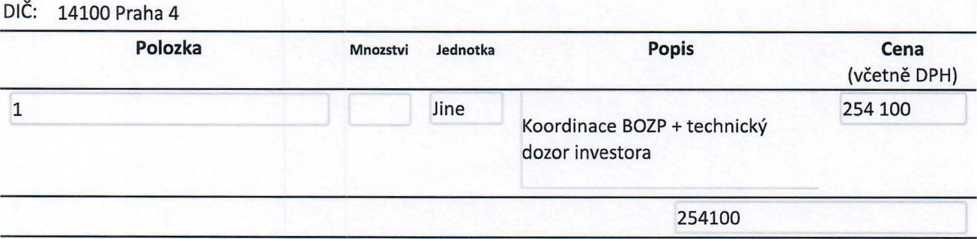 DIČ: 14100 Praha 4
Polozka Mnozstvi Jednotka Popis Cena
(včetně DPH)
1 Jine 254 100
Koordinace BOZP + technický
dozor investora
254100